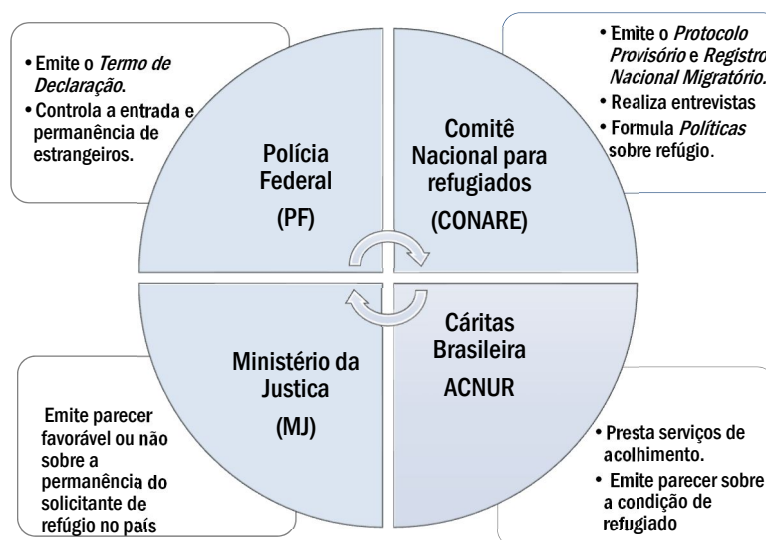 • Emite o Termo de
Declaração.
• Controla a entrada e
permanência de
estrangeiros.
Polícia
Federal
(PF)
• Emite o Protocolo
Provisório e Registro
Nacional Migratório.
• Realiza entrevistas
• Formula Políticas
sobre refúgio.
Comitê
Nacional para
refugiados
(CONARE)
Ministério da
Justica
(MJ)
Emite parecer
favorável ou não
sobre a
permanência do
solicitante de
refúgio no país
Cáritas
Brasileira
ACNUR
• Presta serviços de
acolhimento.
• Emite parecer sobre
a condição de
refugiado